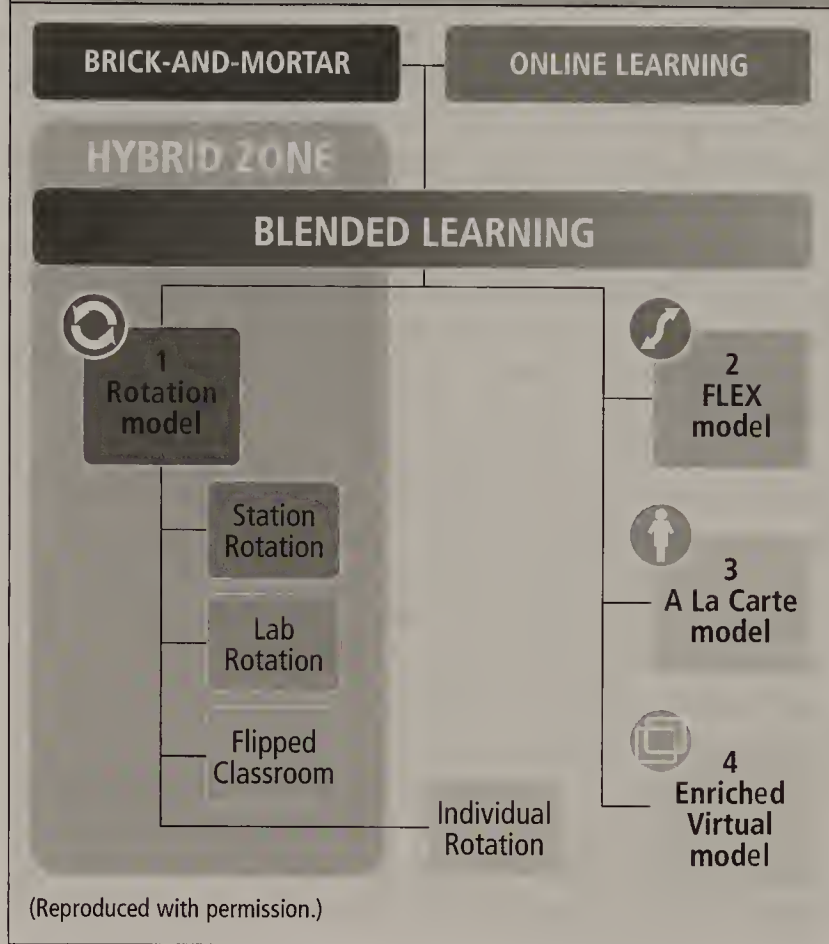 BRICK-AND-MORTAR
ONLINE LEARNING
HYBRID ZONE
BLENDED LEARNING
1
Rotation
model
Station
Rotation
Lab
Rotation
Flipped
Classroom
Individual
Rotation
2
FLEX
model
3
A La Carte
model
4
Enriched
Virtual
model
(Reproduced with permission.)